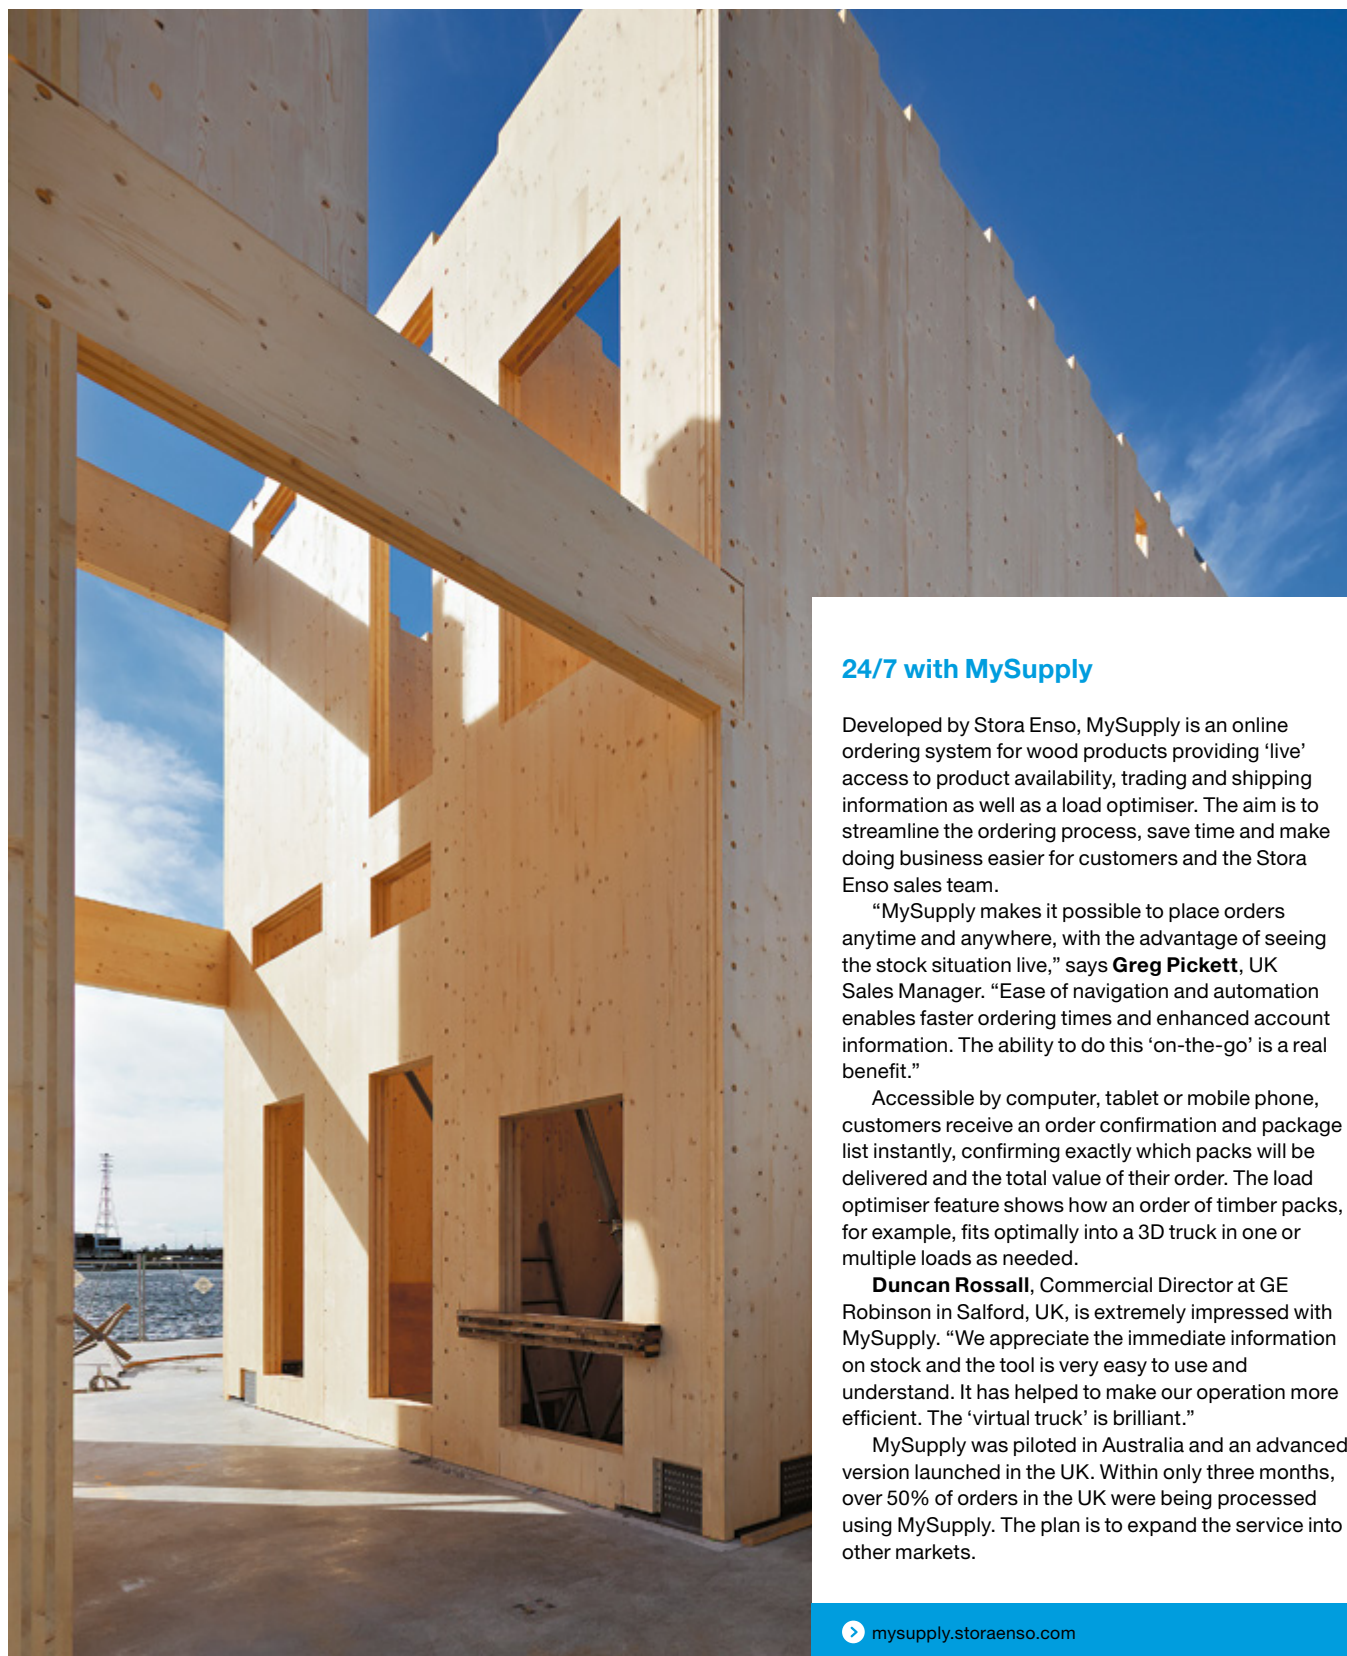 24/7 with MySupply
Developed by Stora Enso, MySupply is an online
ordering system for wood products providing ‘live’
access to product availability, trading and shipping
information as well as a load optimiser. The aim is to
streamline the ordering process, save time and make
doing business easier for customers and the Stora
Enso sales team.
“MySupply makes it possible to place orders
anytime and anywhere, with the advantage of seeing
the stock situation live,” says Greg Pickett, UK
Sales Manager. “Ease of navigation and automation
enables faster ordering times and enhanced account
information. The ability to do this ‘on-the-go’ is a real
benefit.”
Accessible by computer, tablet or mobile phone,
customers receive an order confirmation and package
list instantly, confirming exactly which packs will be
delivered and the total value of their order. The load
optimiser feature shows how an order of timber packs,
for example, fits optimally into a 3D truck in one or
multiple loads as needed.
Duncan Rossall, Commercial Director at GE
Robinson in Salford, UK, is extremely impressed with
MySupply. “We appreciate the immediate information
on stock and the tool is very easy to use and
understand. It has helped to make our operation more
efficient. The ‘virtual truck’ is brilliant.”
MySupply was piloted in Australia and an advanced
version launched in the UK. Within only three months,
over 50% of orders in the UK were being processed
using MySupply. The plan is to expand the service into
other markets.
mysupply.storaenso.com